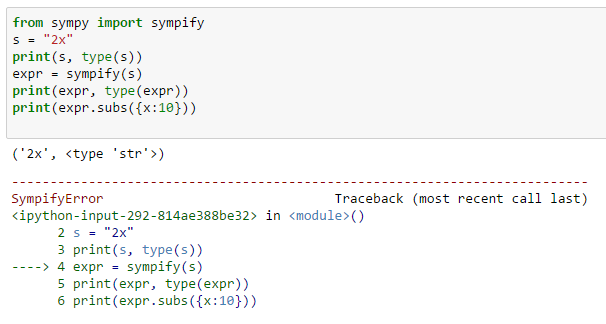 from sympy import sympify
s = "2x"
print(s, type(s))
expr = sympify(s)
print(expr, type(expr))
print(expr.subs({x:10}))
('2x', <type 'str'>)
---------------------------------------------------------------------------
SympifyError                              Traceback (most recent call last)
<ipython-input-292-814ae388be32> in <module>()
      2 s = "2x"
      3 print(s, type(s))
----> 4 expr = sympify(s)
      5 print(expr, type(expr))
      6 print(expr.subs({x:10}))